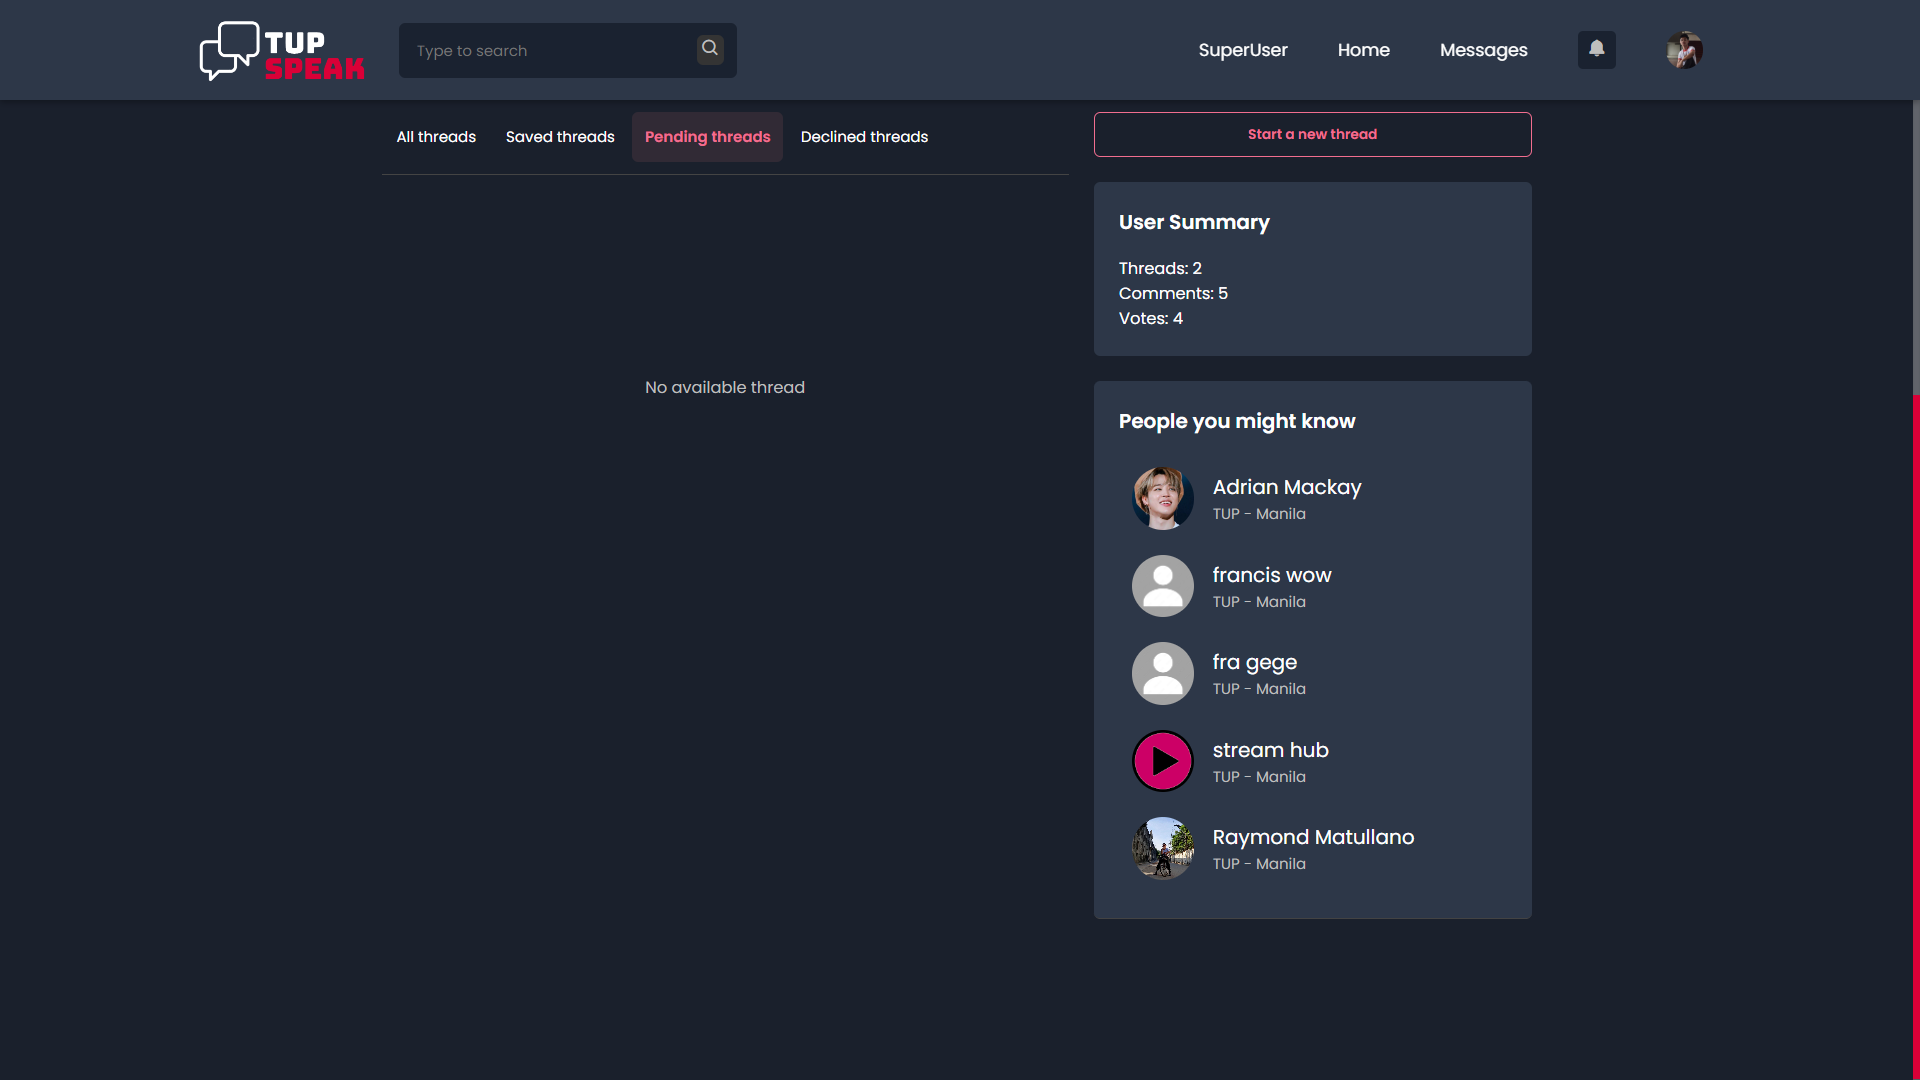 TUP
SPEAK
Type to search
SuperUser
Home
Messages
All threads
Saved threads
Pending threads
Declined threads
No available thread
Start a new thread
User Summary
Threads: 2
Comments: 5
Votes: 4
People you might know
Adrian Mackay
TUP - Manila
francis wow
TUP - Manila
fra gege
TUP - Manila
stream hub
TUP - Manila
Raymond Matullano
TUP - Manila